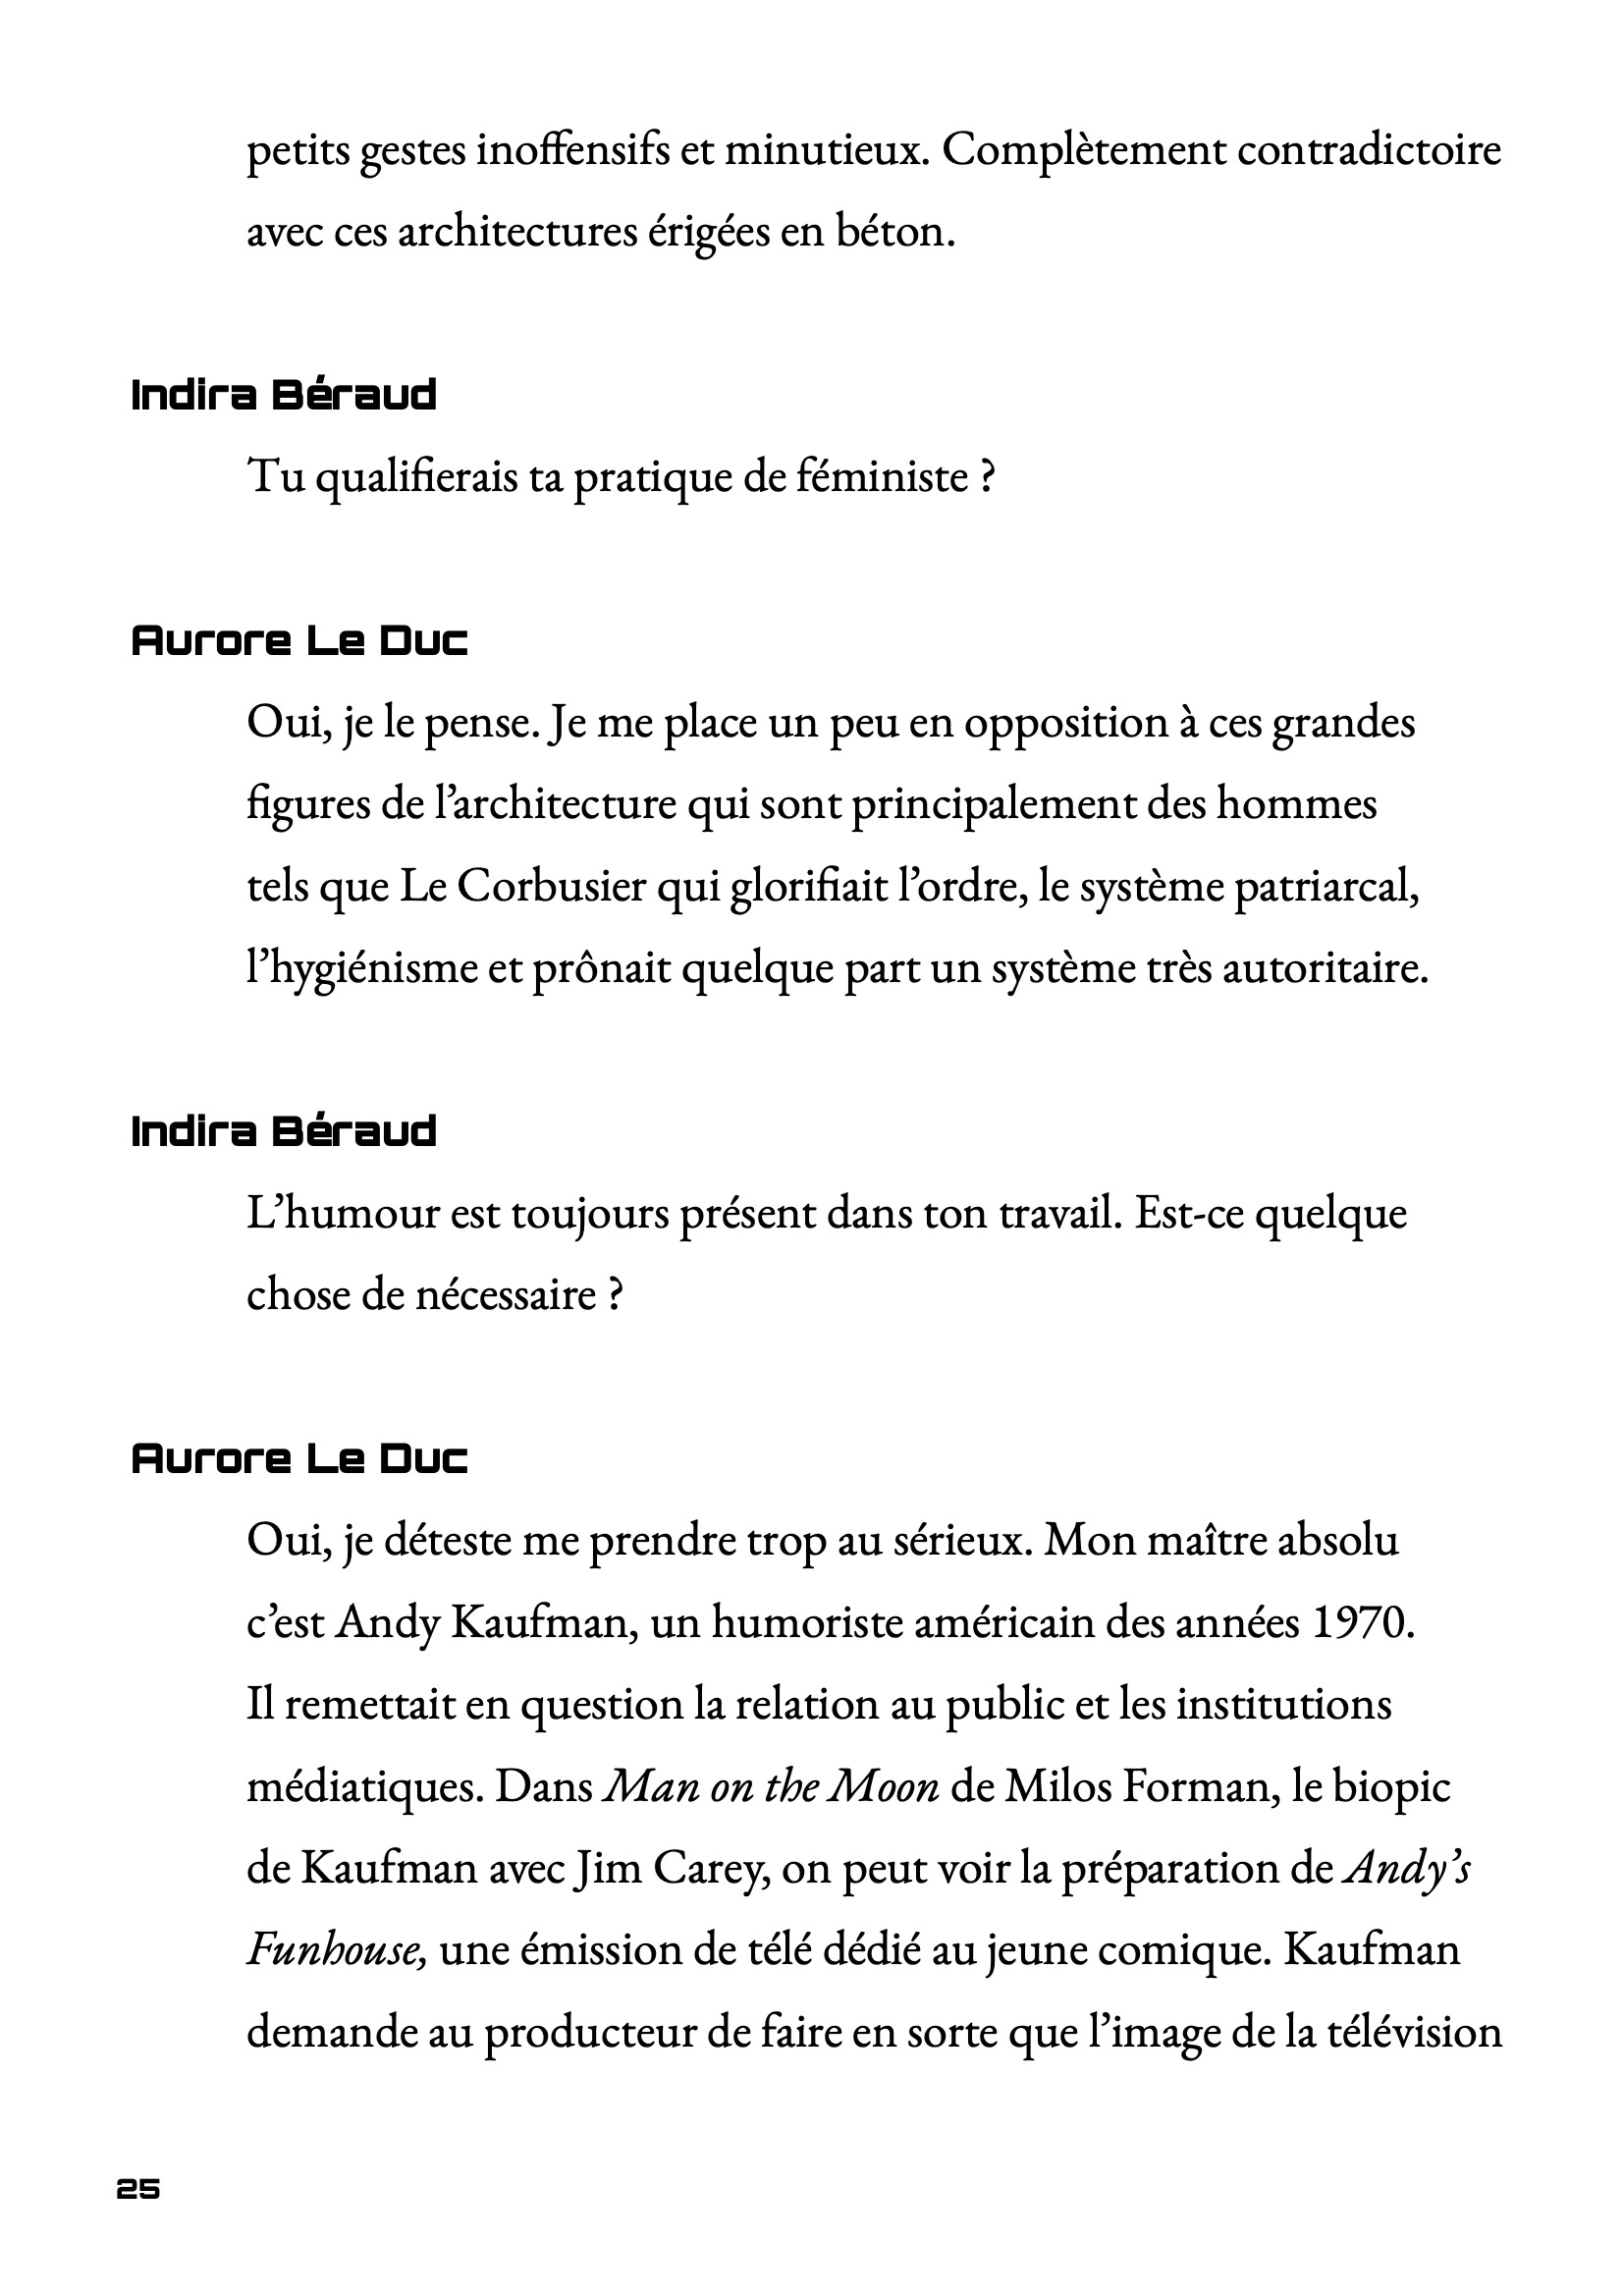 petits gestes inoffensifs et minutieux. Complètement contradictoire
avec ces architectures érigées en béton.
Indira Béraud
Tu qualifierais ta pratique de féministe ?
Aurore Le Duc
Oui, je le pense. Je me place un peu en opposition à ces grandes
figures de l’architecture qui sont principalement des hommes
tels que Le Corbusier qui glorifiait l’ordre, le système patriarcal,
l’hygiénisme et prônait quelque part un système très autoritaire.
Indira Béraud
L’humour est toujours présent dans ton travail. Est-ce quelque
chose de nécessaire ?
Aurore Le Duc
Oui, je déteste me prendre trop au sérieux. Mon maître absolu
c’est Andy Kaufman, un humoriste américain des années 1970.
Il remettait en question la relation au public et les institutions
médiatiques. Dans Man on the Moon de Milos Forman, le biopic
de Kaufman avec Jim Carey, on peut voir la préparation de Andy’s
Funhouse, une émission de télé dédié au jeune comique. Kaufman
demande au producteur de faire en sorte que l’image de la télévision
25